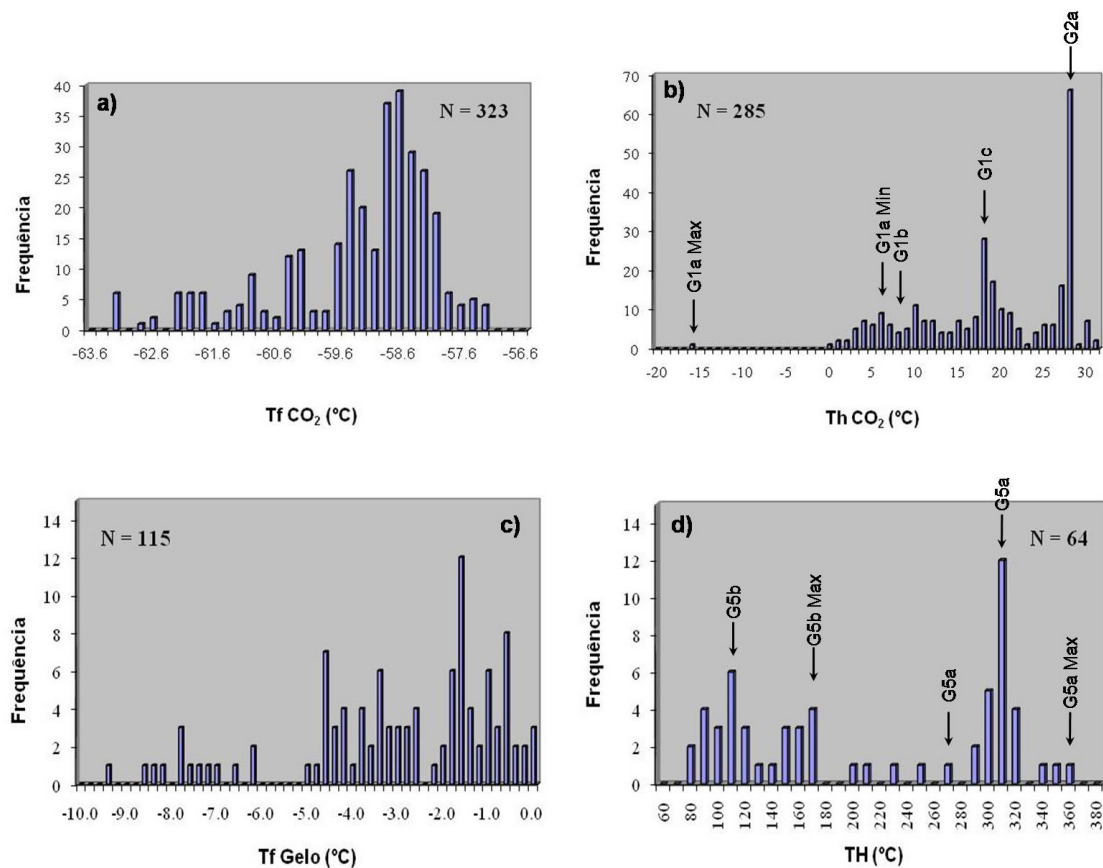 a)
N = 323
Frequência
40
35
30
25
20
15
10
5
0
-63.6 -62.6 -61.6 -60.6 -59.6 -58.6 -57.6 -56.6
Tf CO₂ (ºC)
b)
N = 285
G1a Max
G1a Min
G1b
G1c
G2a
Frequência
70
60
50
40
30
20
10
0
-20 -15 -10 -5 0 5 10 15 20 25 30
Th CO₂ (ºC)
N = 115
c)
Frequência
14
12
10
8
6
4
2
0
-10.0 -9.0 -8.0 -7.0 -6.0 -5.0 -4.0 -3.0 -2.0 -1.0 0.0
Tf Gelo (ºC)
d)
N = 64
G5b
G5b Max
G5a
G5a
G5a Max
Frequência
14
12
10
8
6
4
2
0
60 80 100 120 140 160 180 200 220 240 260 280 300 320 340 360 380
TH (ºC)